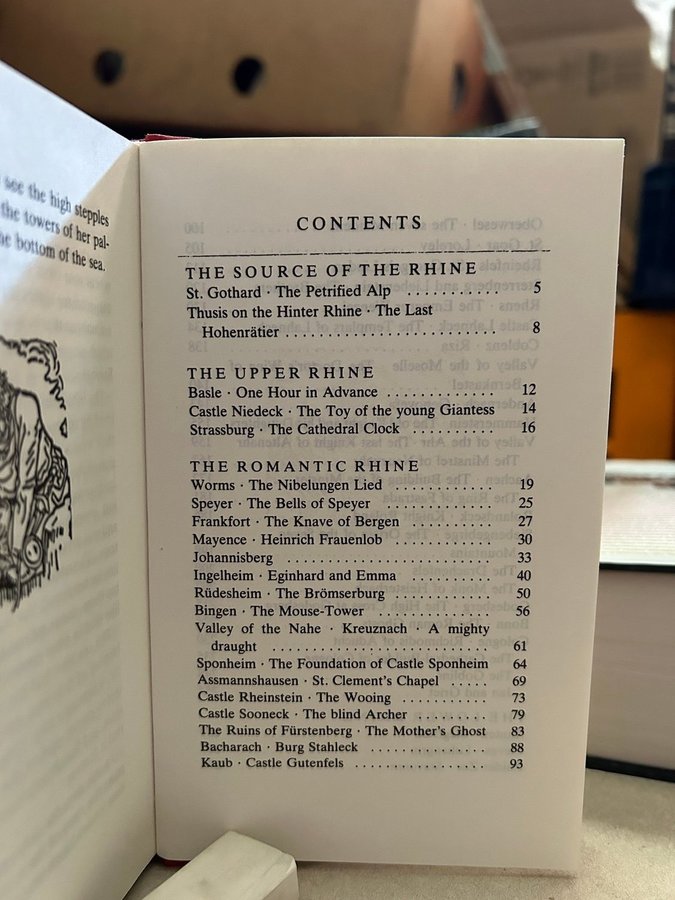 see the high stepples
the towers of her pal-
bottom of the sea.
CONTENTS
THE SOURCE OF THE RHINE
St. Gothard · The Petrified Alp .......... 5
Thusis on the Hinter Rhine · The Last
Hohenrätier .......................... 8
THE UPPER RHINE
Basle · One Hour in Advance ............. 12
Castle Niedeck · The Toy of the young Giantess 14
Strassburg · The Cathedral Clock .......... 16
THE ROMANTIC RHINE
Worms · The Nibelungen Lied ............. 19
Speyer · The Bells of Speyer .............. 25
Frankfort · The Knave of Bergen ........... 27
Mayence · Heinrich Frauenlob ............. 30
Johannisberg ............................. 33
Ingelheim · Eginhard and Emma .......... 40
Rüdesheim · The Brömserburg ............. 50
Bingen · The Mouse-Tower ............... 56
Valley of the Nahe · Kreuznach · A mighty
draught .............................. 61
Sponheim · The Foundation of Castle Sponheim 64
Assmannshausen · St. Clement's Chapel ..... 69
Castle Rheinstein · The Wooing ............ 73
Castle Sooneck · The blind Archer .......... 79
The Ruins of Fürstenberg · The Mother's Ghost 83
Bacharach · Burg Stahleck ................ 88
Kaub · Castle Gutenfels .................. 93